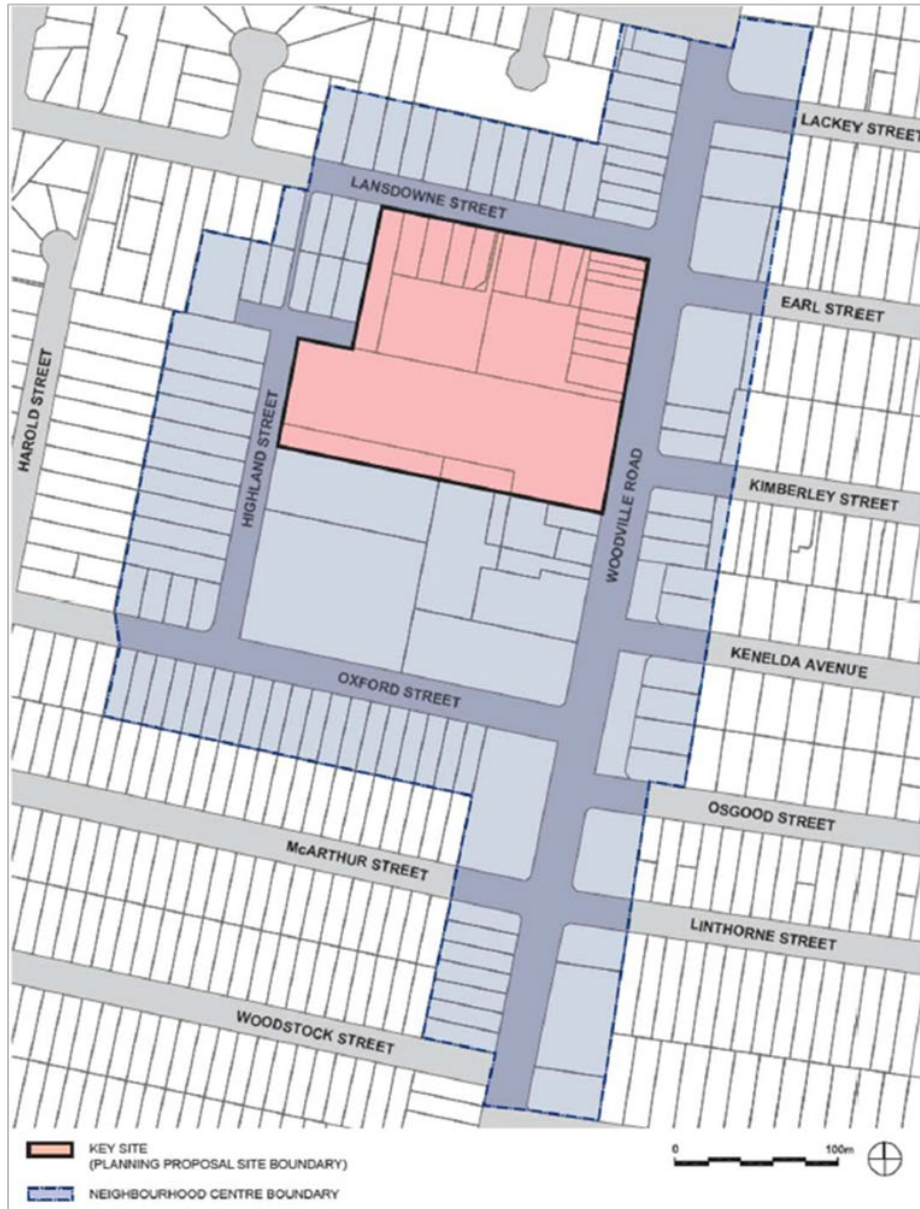 LACKEY STREET
LANSDOWNE STREET
EARL STREET
HAROLD STREET
HIGHLAND STREET
WOODVILLE ROAD
KIMBERLEY STREET
KENELDA AVENUE
OXFORD STREET
OSGOOD STREET
McARTHUR STREET
LINTHORNE STREET
WOODSTOCK STREET
KEY SITE
(PLANNING PROPOSAL SITE BOUNDARY)
0 100m
NEIGHBOURHOOD CENTRE BOUNDARY